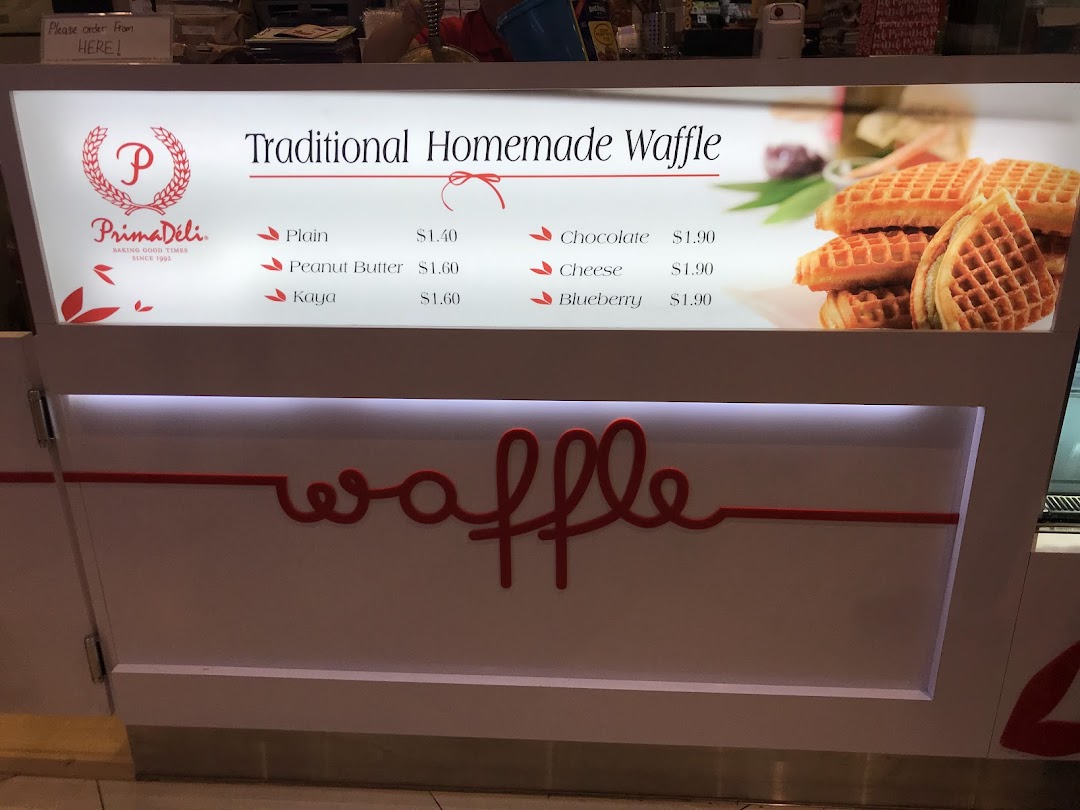 Please order From
HERE!
P
PrimaDéli
BAKING GOOD TIMES
SINCE 1992
Traditional Homemade Waffle
Plain $1.40
Peanut Butter $1.60
Kaya $1.60
Chocolate $1.90
Cheese $1.90
Blueberry $1.90
waffle